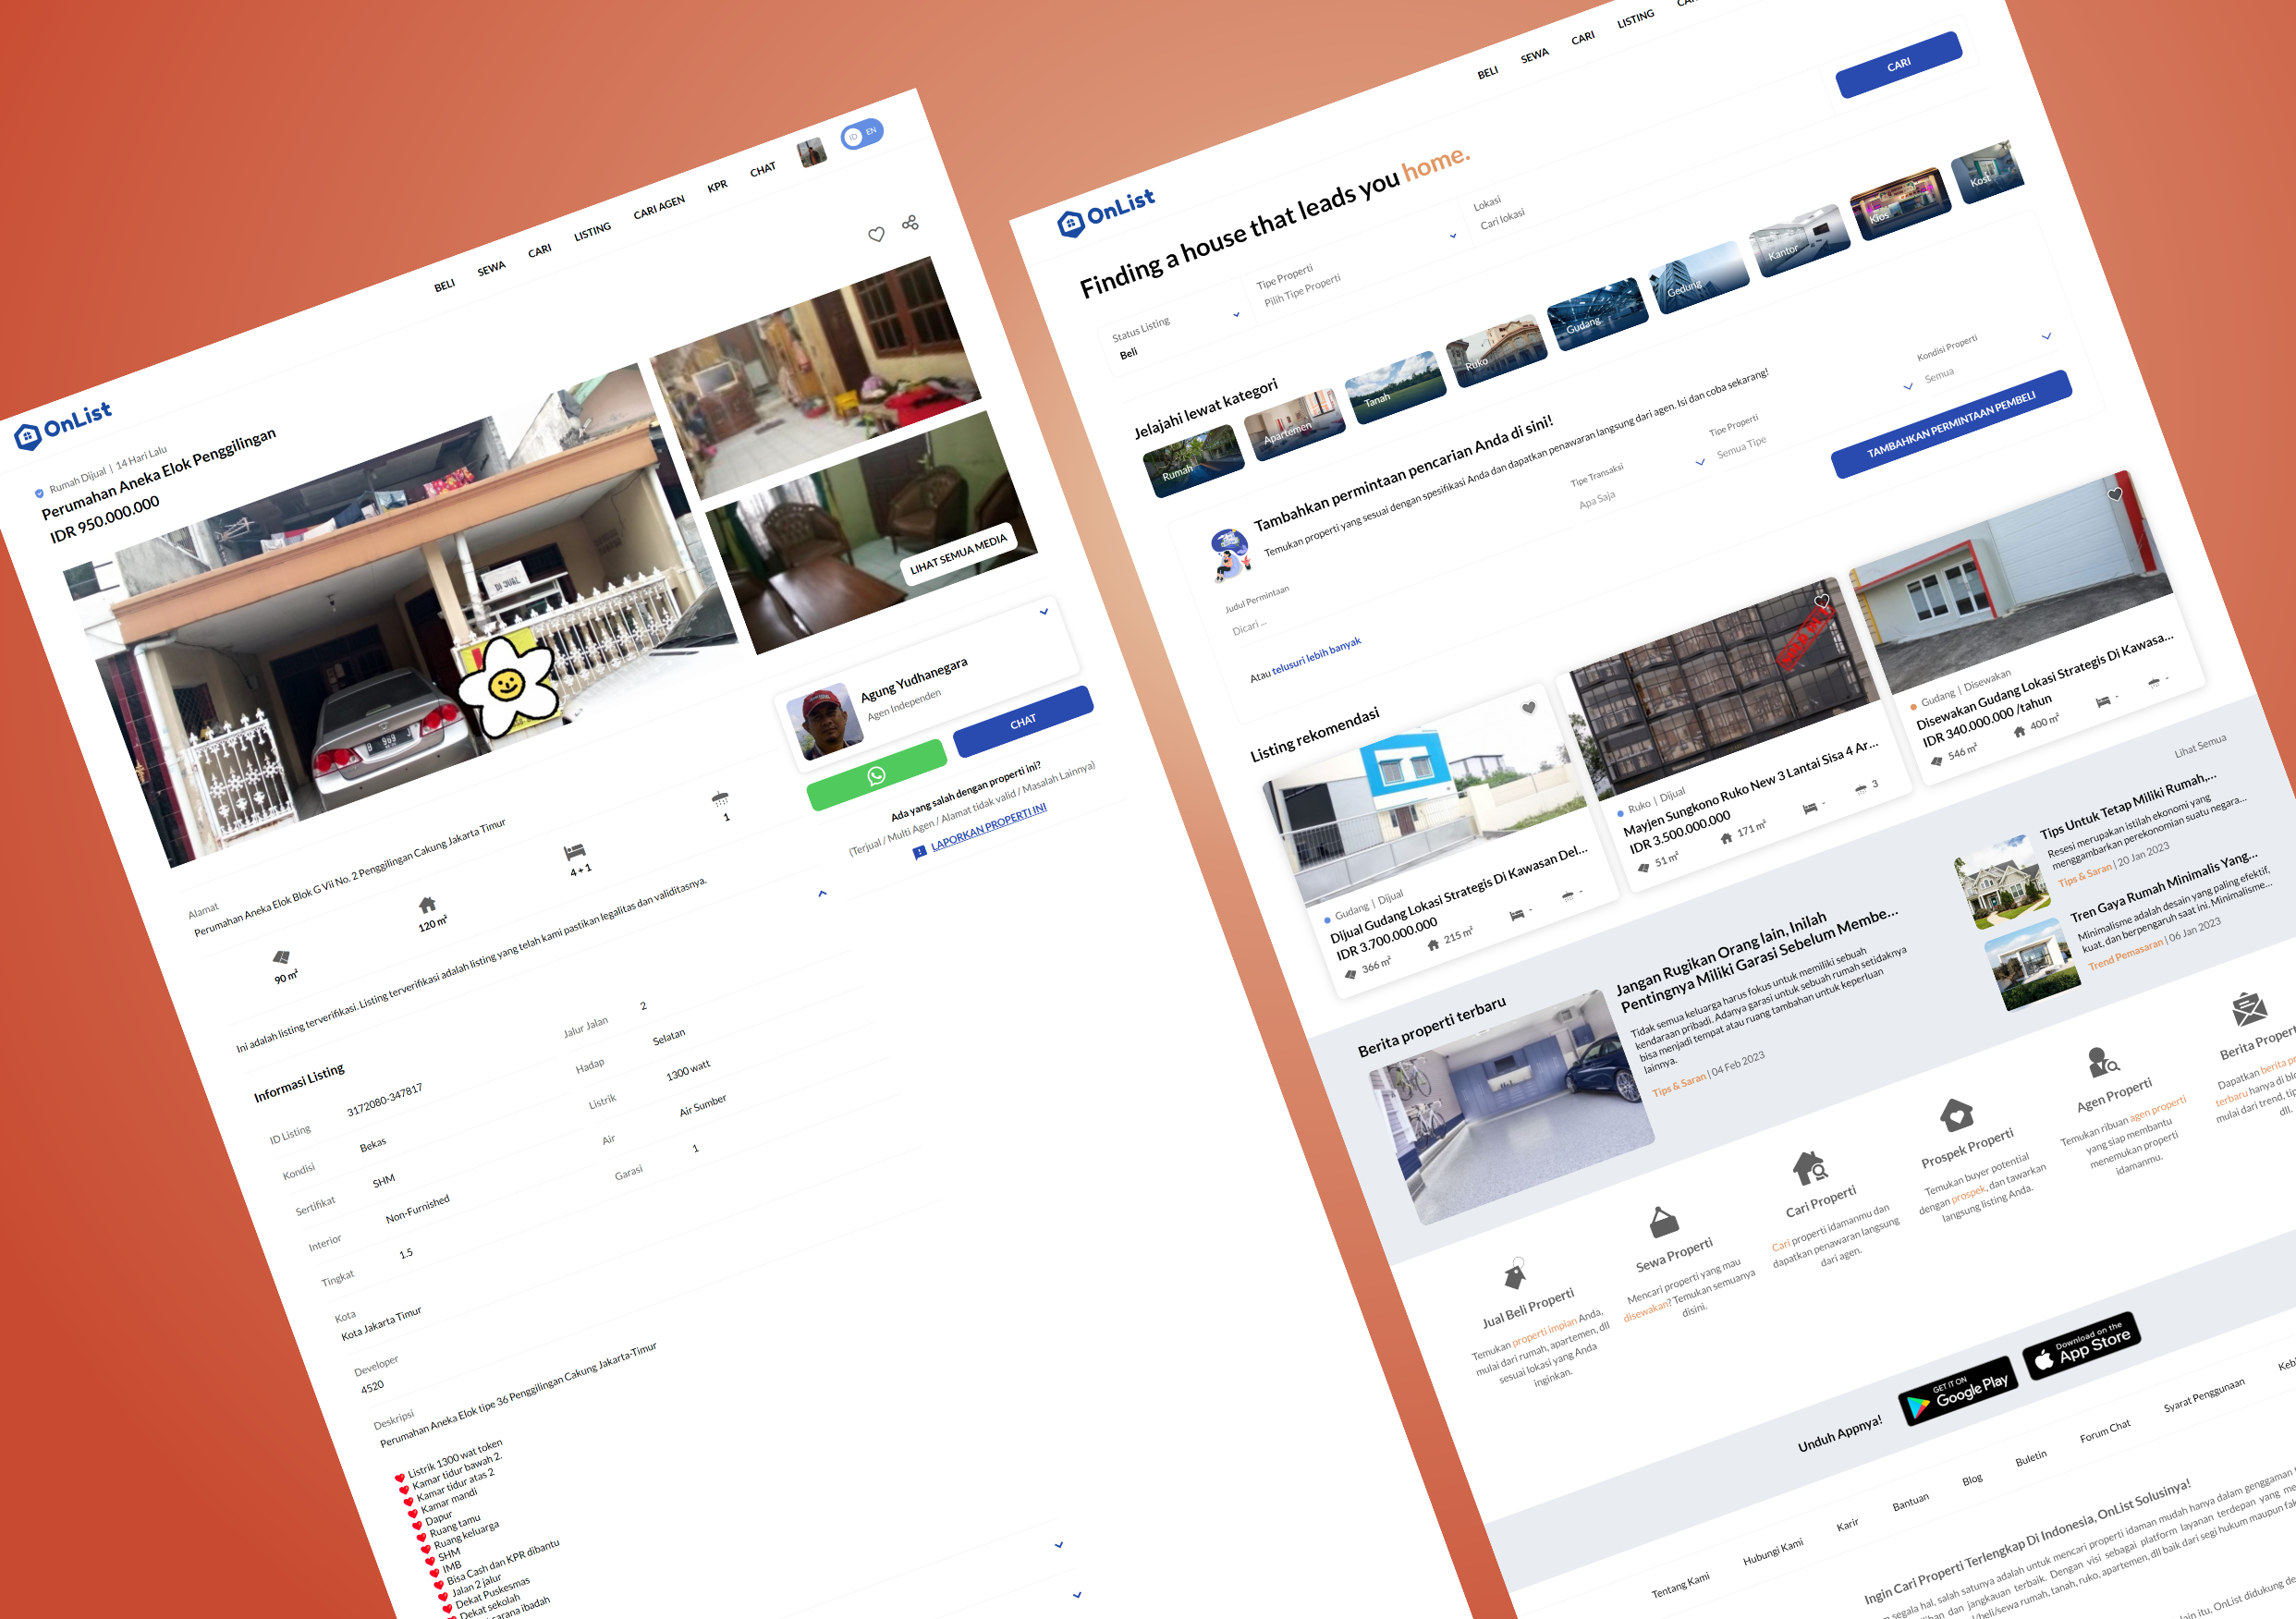 OnList
BELI
SEWA
CARI
LISTING
CARI AGEN
KPR
CHAT
ID
EN
Rumah Dijual | 14 Hari Lalu
Perumahan Aneka Elok Penggilingan
IDR 950.000.000
DI JUAL
B 969
LIHAT SEMUA MEDIA
Agung Yudhanegara
Agen Independen
CHAT
Ada yang salah dengan properti ini?
(Terjual / Multi Agen / Alamat tidak valid / Masalah Lainnya)
LAPORKAN PROPERTI INI
Alamat
Perumahan Aneka Elok Blok G Vii No. 2 Penggilingan Cakung Jakarta Timur
90 m²
120 m²
4 + 1
1
Ini adalah listing terverifikasi. Listing terverifikasi adalah listing yang telah kami pastikan legalitas dan validitasnya.
Informasi Listing
ID Listing 3172080-347817
Kondisi Bekas
Sertifikat SHM
Interior Non-Furnished
Tingkat 1.5
Jalur Jalan 2
Hadap Selatan
Listrik 1300 watt
Air Air Sumber
Garasi 1
Kota
Kota Jakarta Timur
Developer
4520
Deskripsi
Perumahan Aneka Elok tipe 36 Penggilingan Cakung Jakarta-Timur
Listrik 1300 wat token
Kamar tidur bawah 2.
Kamar tidur atas 2
Kamar mandi
Dapur
Ruang tamu
Ruang keluarga
SHM
IMB
Bisa Cash dan KPR dibantu
Jalan 2 jalur
Dekat Puskesmas
Dekat sekolah
sarana ibadah
OnList
BELI
SEWA
CARI
LISTING
Finding a house that leads you home.
Status Listing
Beli
Tipe Properti
Pilih Tipe Properti
Lokasi
Cari lokasi
CARI
Jelajahi lewat kategori
Rumah
Apartemen
Tanah
Ruko
Gudang
Gedung
Kantor
Kios
Kost
Tambahkan permintaan pencarian Anda di sini!
Temukan properti yang sesuai dengan spesifikasi Anda dan dapatkan penawaran langsung dari agen. Isi dan coba sekarang!
Judul Permintaan
Dicari ...
Tipe Transaksi
Apa Saja
Tipe Properti
Semua Tipe
Kondisi Properti
Semua
Atau telusuri lebih banyak
TAMBAHKAN PERMINTAAN PEMBELI
Listing rekomendasi
Gudang | Dijual
Dijual Gudang Lokasi Strategis Di Kawasan Del...
IDR 3.700.000.000
366 m²
215 m²
-
-
Ruko | Dijual
Mayjen Sungkono Ruko New 3 Lantai Sisa 4 Ar...
IDR 3.500.000.000
51 m²
171 m²
-
3
Gudang | Disewakan
Disewakan Gudang Lokasi Strategis Di Kawasa...
IDR 340.000.000 /tahun
546 m²
400 m²
-
-
Berita properti terbaru
Lihat Semua
Jangan Rugikan Orang lain, Inilah
Pentingnya Miliki Garasi Sebelum Membe...
Tidak semua keluarga harus fokus untuk memiliki sebuah
kendaraan pribadi. Adanya garasi untuk sebuah rumah setidaknya
bisa menjadi tempat atau ruang tambahan untuk keperluan
lainnya.
Tips & Saran | 04 Feb 2023
Tips Untuk Tetap Miliki Rumah,...
Resesi merupakan istilah ekonomi yang
menggambarkan perekonomian suatu negara...
Tips & Saran | 20 Jan 2023
Tren Gaya Rumah Minimalis Yang...
Minimalisme adalah desain yang paling efektif,
kuat, dan berpengaruh saat ini. Minimalisme...
Trend Pemasaran | 06 Jan 2023
Jual Beli Properti
Temukan properti impian Anda,
mulai dari rumah, apartemen, dll
sesuai lokasi yang Anda
inginkan.
Sewa Properti
Mencari properti yang mau
disewakan? Temukan semuanya
disini.
Cari Properti
Cari properti idamanmu dan
dapatkan penawaran langsung
dari agen.
Prospek Properti
Temukan buyer potential
dengan prospek, dan tawarkan
langsung listing Anda.
Agen Properti
Temukan ribuan agen properti
yang siap membantu
menemukan properti
idamanmu.
Berita Propert
Dapatkan berita pr
terbaru hanya di blo
mulai dari trend, tip
dll.
Unduh Appnya!
GET IT ON
Google Play
Download on the
App Store
Tentang Kami
Hubungi Kami
Karir
Bantuan
Blog
Buletin
Forum Chat
Syarat Penggunaan
Ingin Cari Properti Terlengkap Di Indonesia, OnList Solusinya!
segala hal, salah satunya adalah untuk mencari properti idaman mudah hanya dalam genggaman
dan jangkauan terbaik. Dengan visi sebagai platform layanan terdepan yang
/beli/sewa rumah, tanah, ruko, apartemen, dll baik dari segi hukum maupun
lain itu, OnList didukung